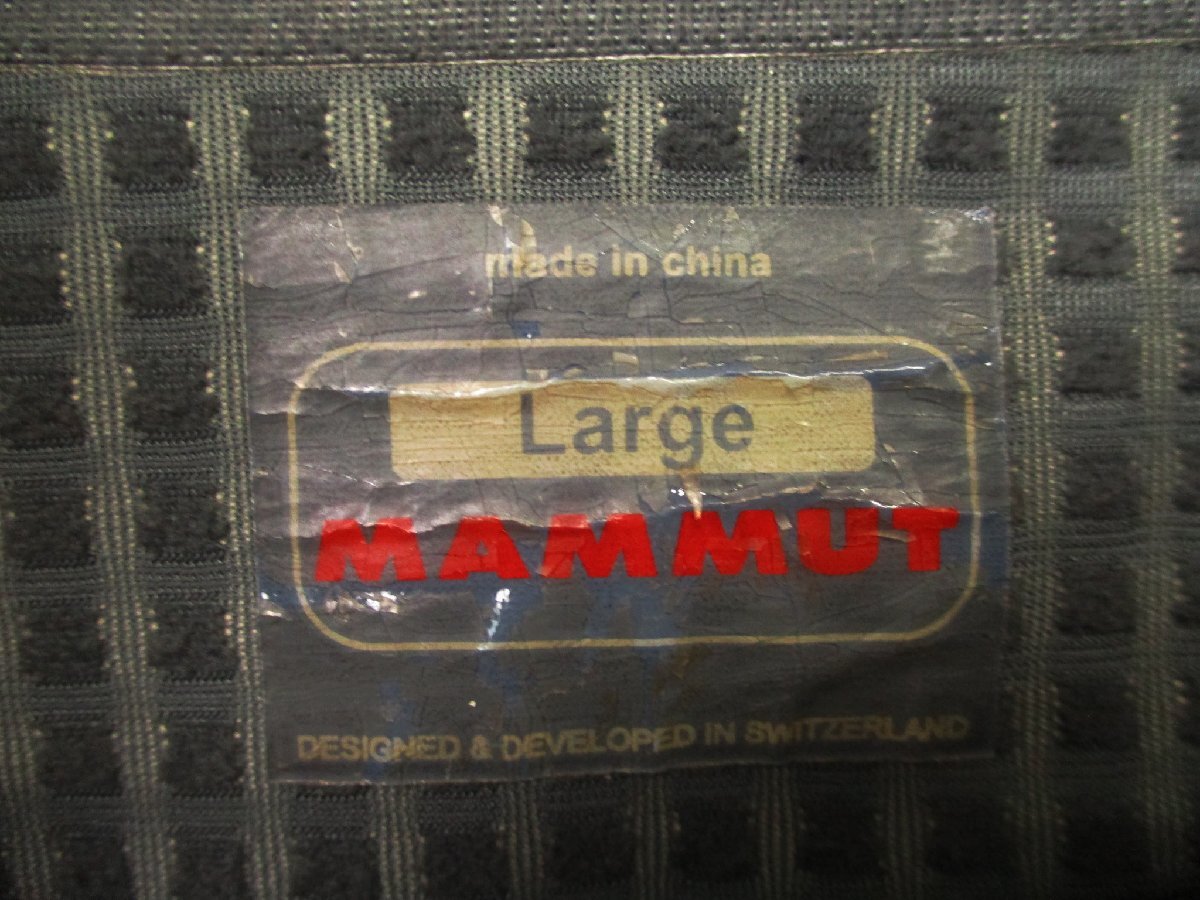 made in china
Large
MAMMUT
DESIGNED & DEVELOPED IN SWITZERLAND